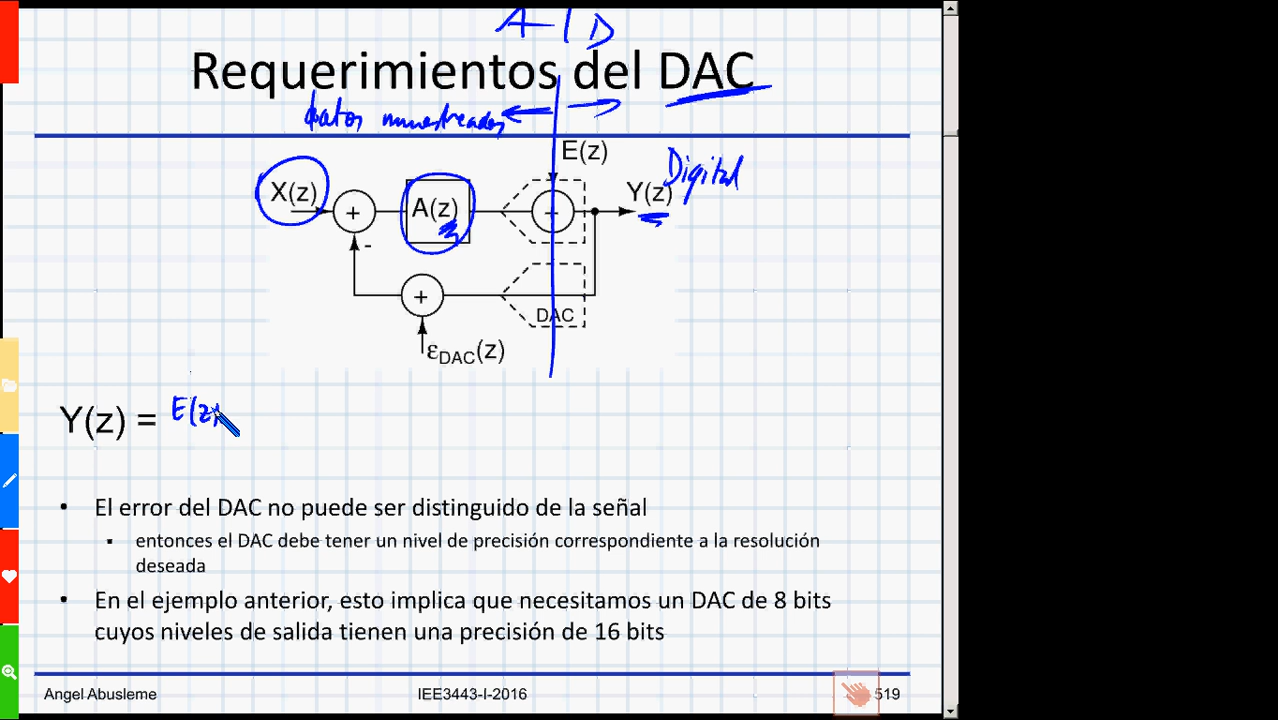 A/D
Requerimientos del DAC
datos muestreados
E(z)
X(z)
+
A(z)
+
Y(z)
Digital
-
+
DAC
εDAC(z)
Y(z) = E(z)
• El error del DAC no puede ser distinguido de la señal
▪ entonces el DAC debe tener un nivel de precisión correspondiente a la resolución
deseada
• En el ejemplo anterior, esto implica que necesitamos un DAC de 8 bits
cuyos niveles de salida tienen una precisión de 16 bits
Angel Abusleme
IEE3443-I-2016
519